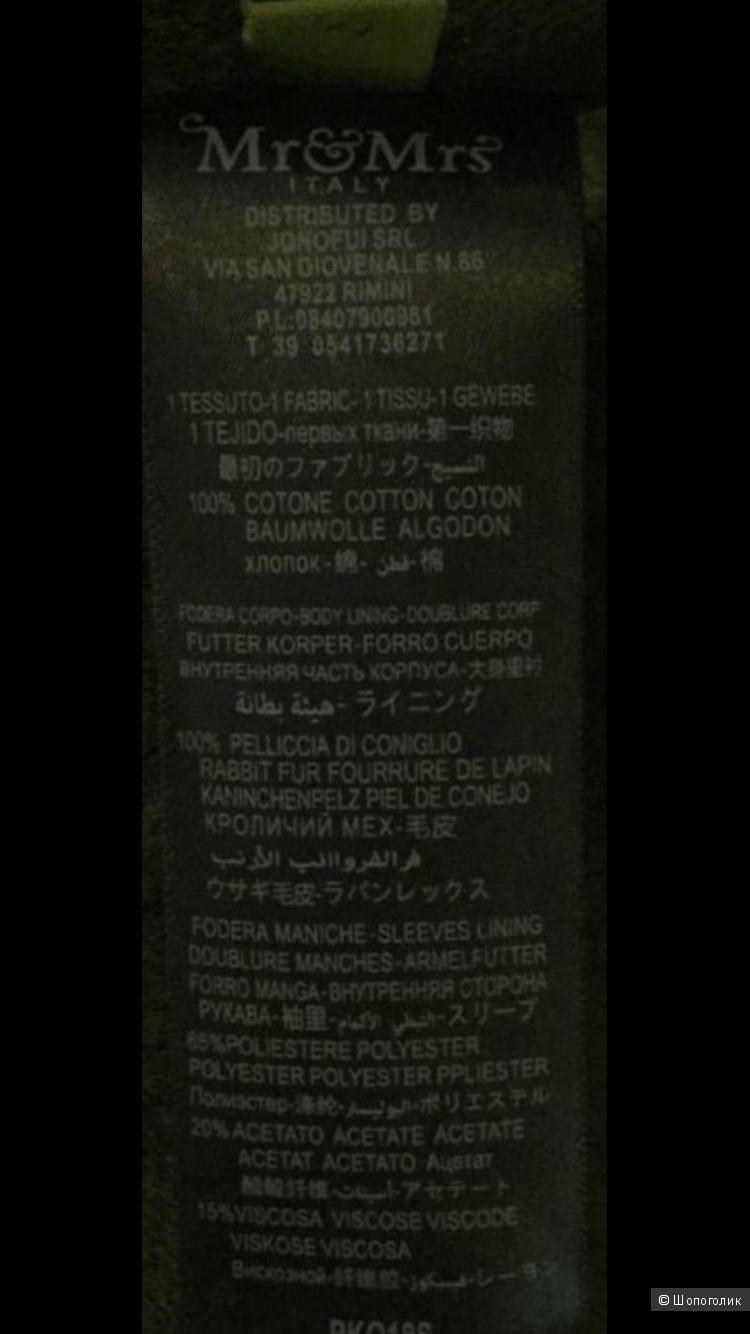 Mr&Mrs
ITALY
DISTRIBUTED BY
JONOFUI SRL
VIA SAN GIOVENALE N.66
47922 RIMINI
P.I.:08407900961
T 39 0541736271
1 TESSUTO-1 FABRIC- 1 TISSU-1 GEWEBE
1 TEJIDO-первых ткани-第一织物
最初のファブリック-النسيج
100% COTONE COTTON COTON
BAUMWOLLE ALGODON
хлопок-綿- قطن-棉
FODERA CORPO-BODY LINING-DOUBLURE CORP
FUTTER KORPER-FORRO CUERPO
ВНУТРЕННЯЯ ЧАСТЬ КОРПУСА-大身里衬
هيئة بطانة- ライニング
100% PELLICCIA DI CONIGLIO
RABBIT FUR FOURRURE DE LAPIN
KANINCHENPELZ PIEL DE CONEJO
КРОЛИЧИЙ МЕХ-毛皮
الأرنب
ウサギ毛皮-ラパンレックス
FODERA MANICHE-SLEEVES LINING
DOUBLURE MANCHES-ARMELFUTTER
FORRO MANGA-ВНУТРЕННЯЯ СТОРОНА
РУКАВА-袖里-スリーブ
65%POLIESTERE POLYESTER
POLYESTER POLYESTER PPLIESTER
Полиэстер-涤纶-البوليستر-ポリエステル
20%ACETATO ACETATE ACETATE
ACETAT ACETATO Ацетат
醋酸纤维-أسيتات-アセテート
15%VISCOSA VISCOSE VISCODE
VISKOSE VISCOSA
Вискозной-纤维胶-فيسكوز-レーヨン
© Шопоголик